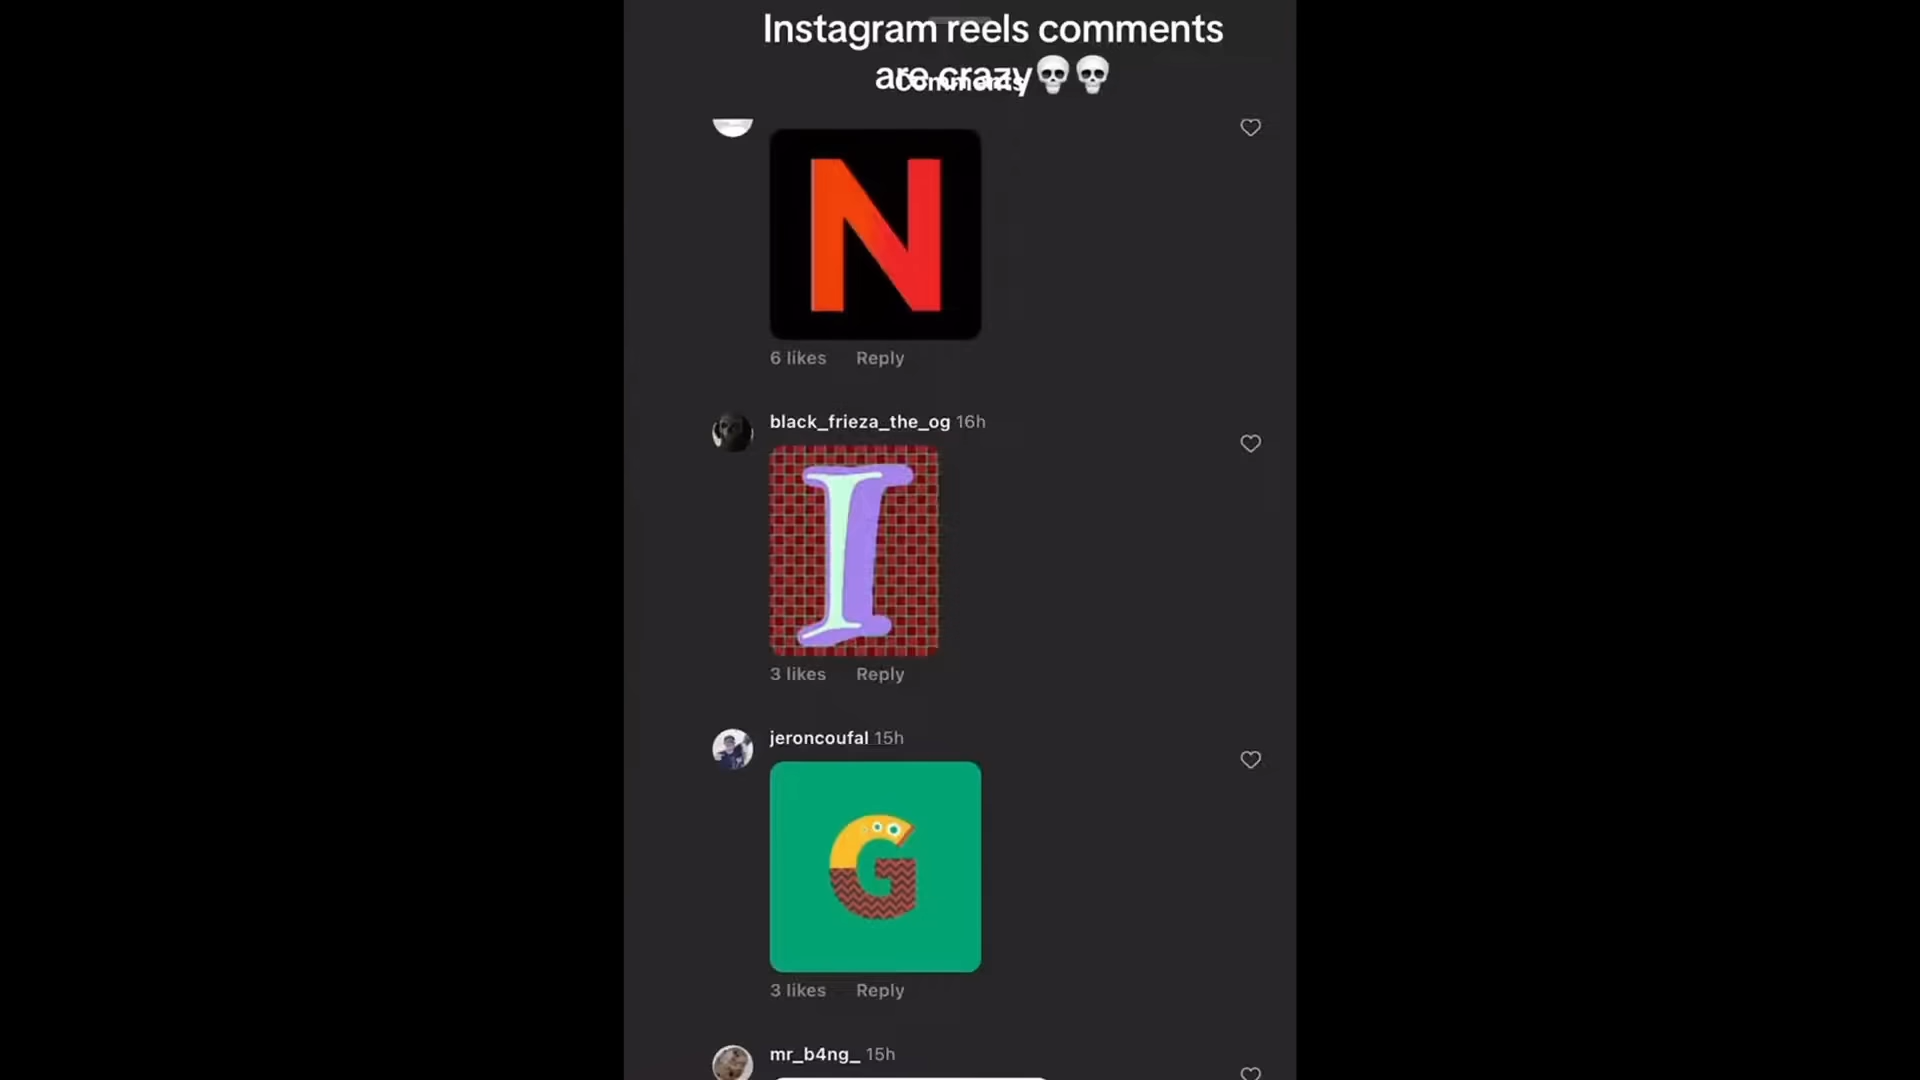 Instagram reels comments
are crazy💀💀
Comments
N
6 likes Reply
black_frieza_the_og 16h
I
3 likes Reply
jeroncoufal 15h
G
3 likes Reply
mr_b4ng_ 15h